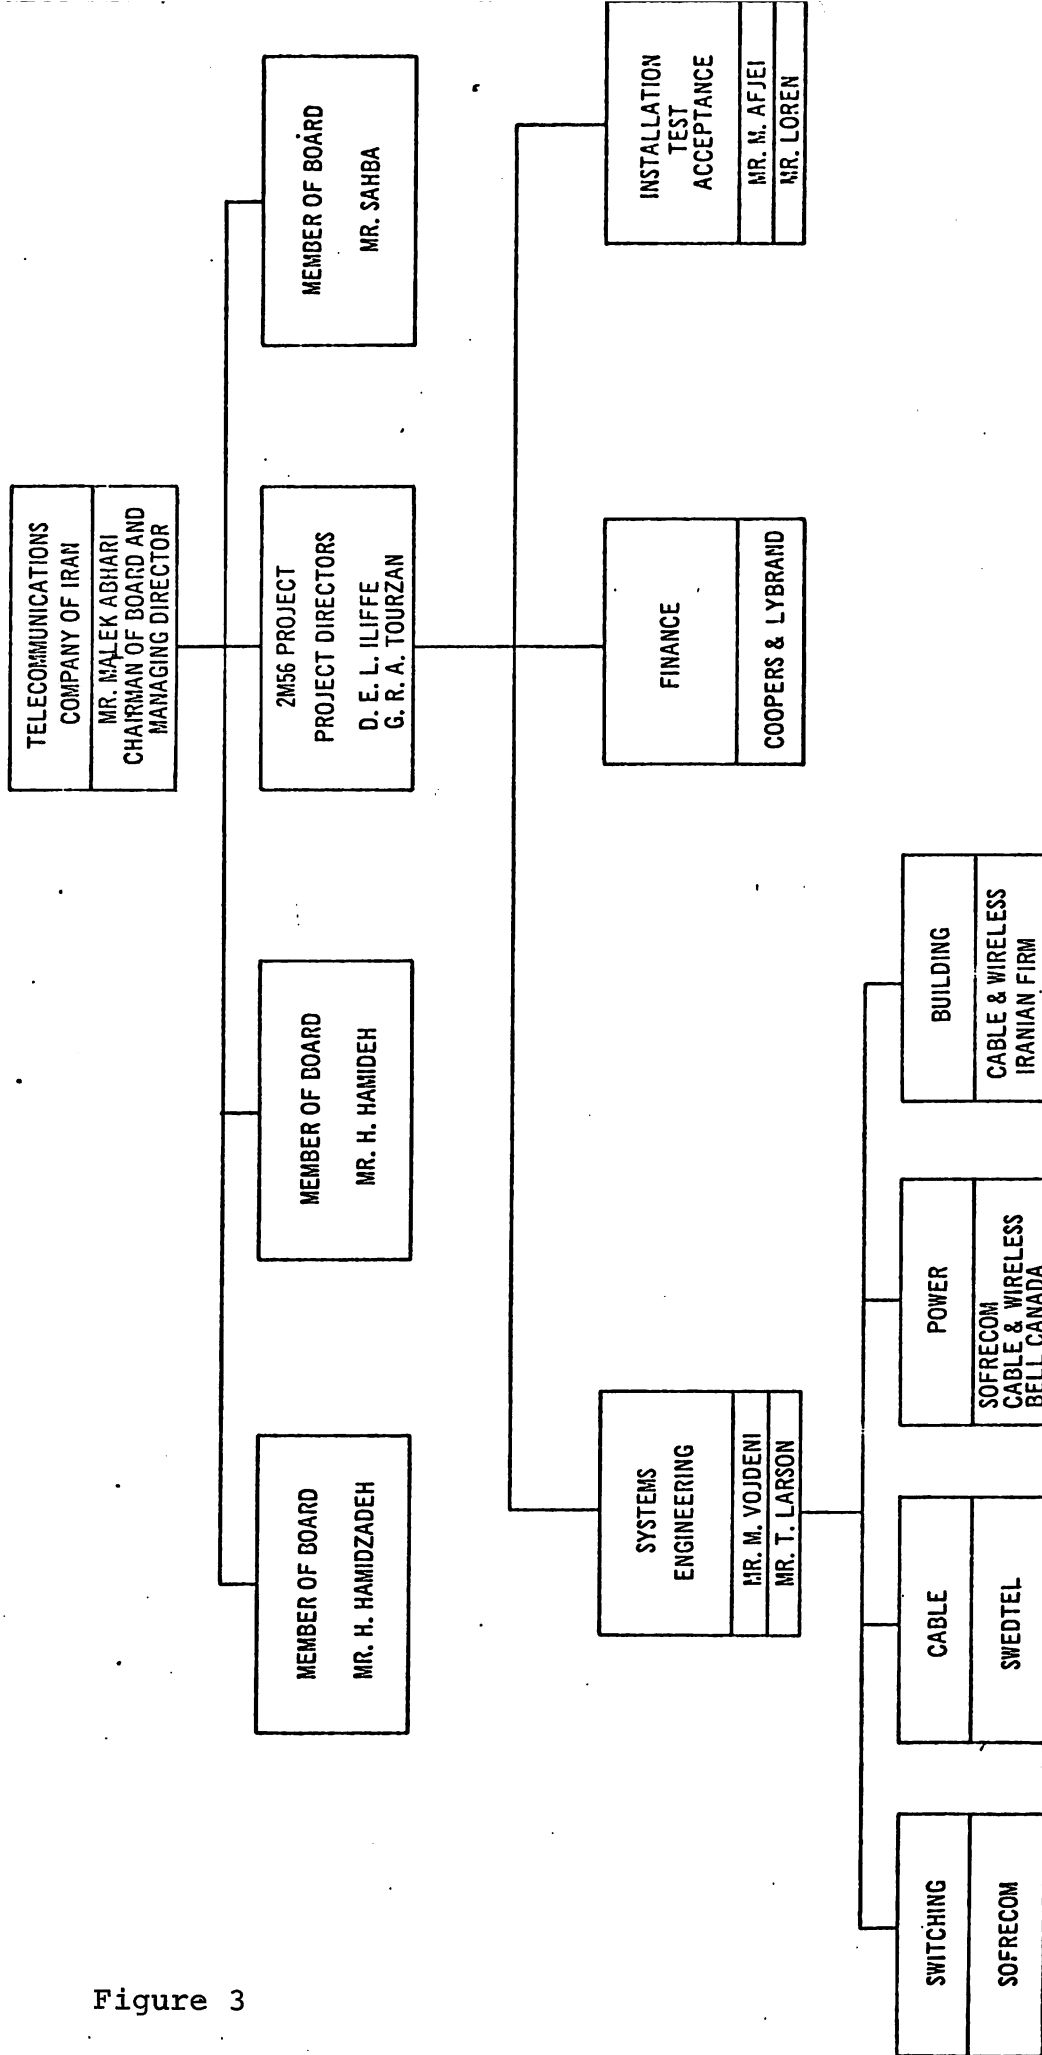 TELECOMMUNICATIONS
COMPANY OF IRAN
MR. MALEK ABHARI
CHAIRMAN OF BOARD AND
MANAGING DIRECTOR
MEMBER OF BOARD
MR. H. HAMIDZADEH
MEMBER OF BOARD
MR. H. HAMIDEH
2M56 PROJECT
PROJECT DIRECTORS
D. E. L. ILIFFE
G. R. A. TOURZAN
MEMBER OF BOARD
MR. SAHBA
SYSTEMS
ENGINEERING
MR. M. VOJDENI
MR. T. LARSON
FINANCE
COOPERS & LYBRAND
INSTALLATION
TEST
ACCEPTANCE
MR. M. AFJEI
MR. LOREN
SWITCHING
SOFRECOM
CABLE
SWEDTEL
POWER
SOFRECOM
CABLE & WIRELESS
BELL CANADA
BUILDING
CABLE & WIRELESS
IRANIAN FIRM
Figure 3